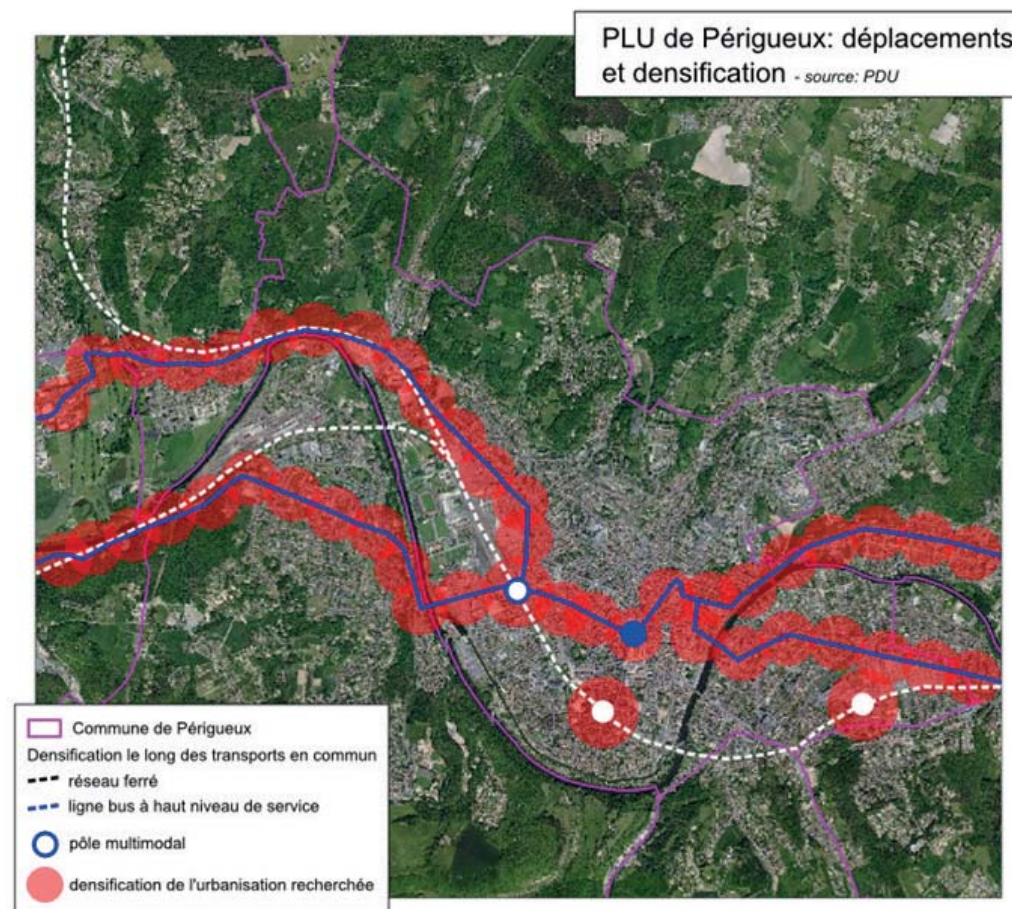 PLU de Périgueux: déplacements
et densification - source: PDU
Commune de Périgueux
Densification le long des transports en commun
réseau ferré
ligne bus à haut niveau de service
pôle multimodal
densification de l'urbanisation recherchée